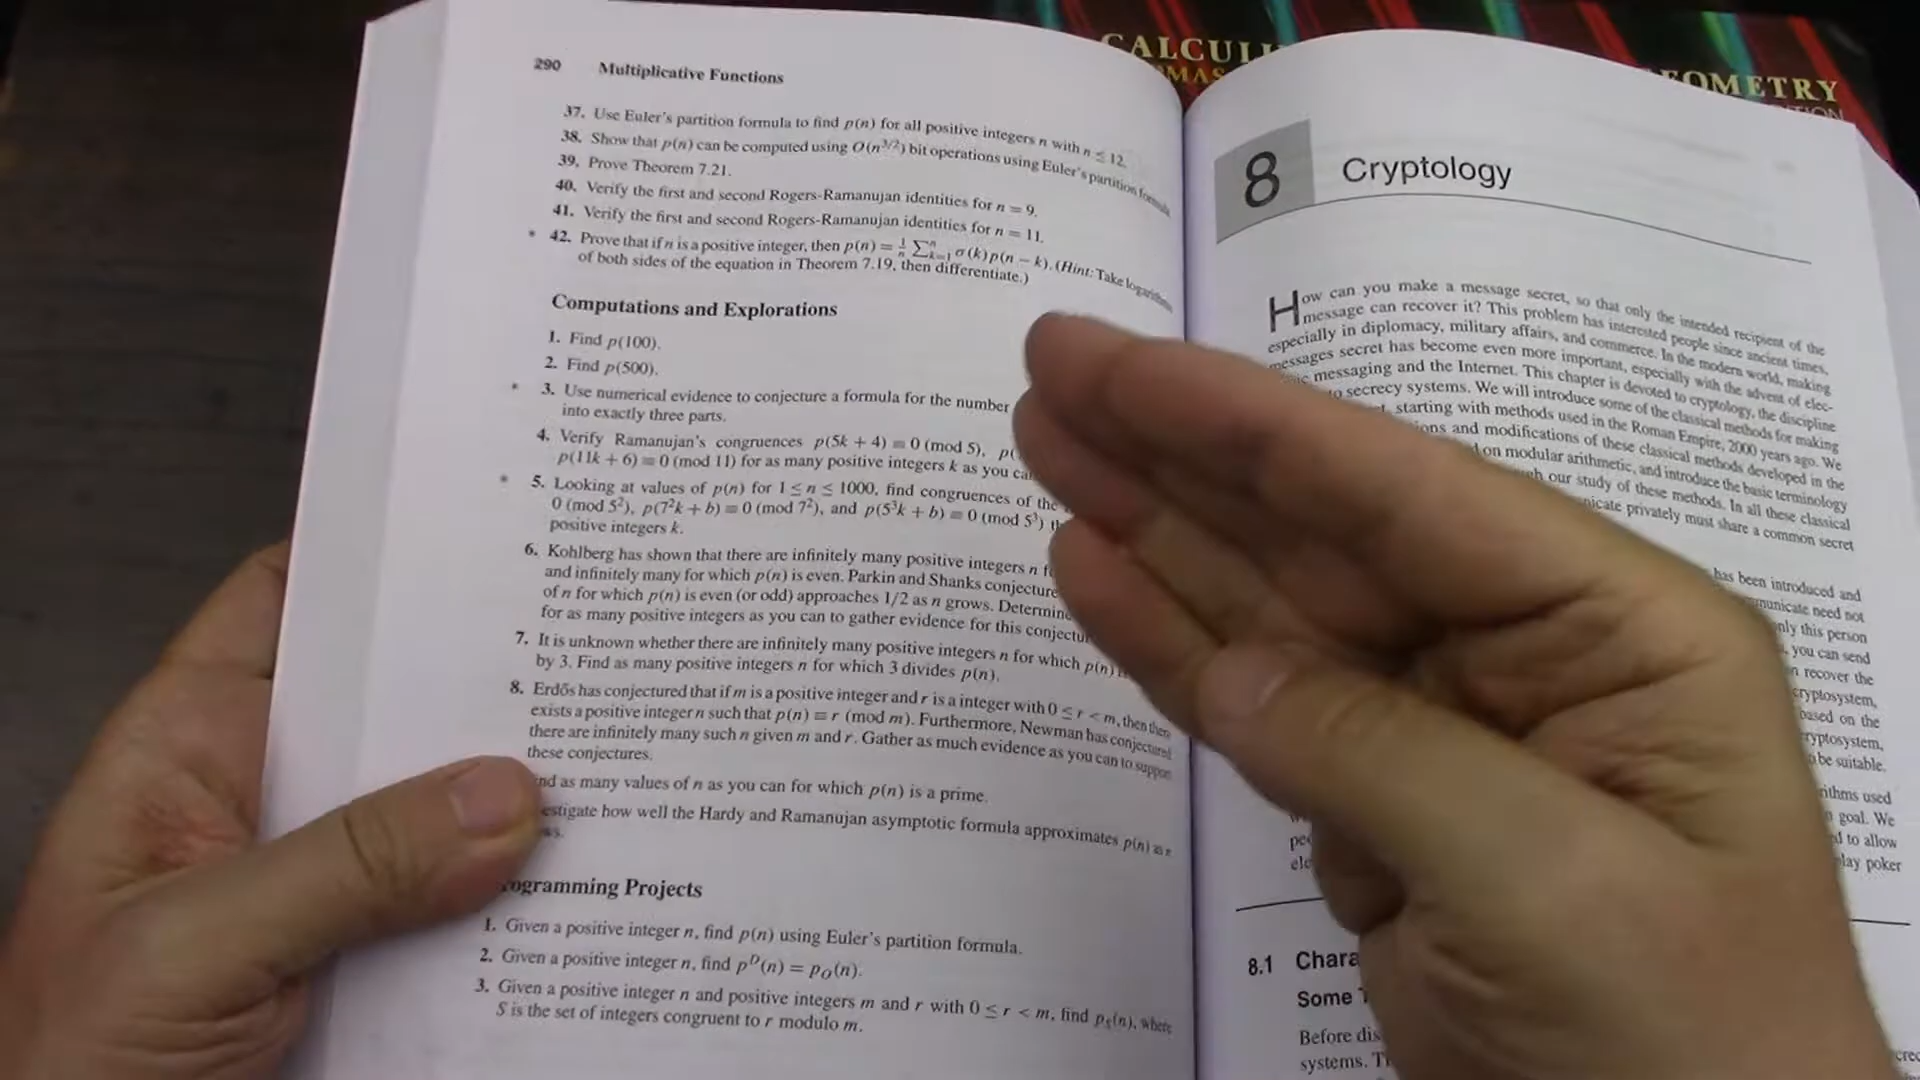 CALCUL
MAS
OMETRY
290 Multiplicative Functions
37. Use Euler's partition formula to find p(n) for all positive integers n with n ≤ 12.
38. Show that p(n) can be computed using O(n^{3/2}) bit operations using Euler's partition formula.
39. Prove Theorem 7.21.
40. Verify the first and second Rogers-Ramanujan identities for n = 9.
41. Verify the first and second Rogers-Ramanujan identities for n = 11.
* 42. Prove that if n is a positive integer, then p(n) = \frac{1}{n} \sum_{k=1}^{n} σ(k)p(n − k). (Hint: Take logarithms
of both sides of the equation in Theorem 7.19, then differentiate.)
Computations and Explorations
1. Find p(100).
2. Find p(500).
* 3. Use numerical evidence to conjecture a formula for the number
into exactly three parts.
4. Verify Ramanujan's congruences p(5k + 4) ≡ 0 (mod 5), p(
p(11k + 6) ≡ 0 (mod 11) for as many positive integers k as you
* 5. Looking at values of p(n) for 1 ≤ n ≤ 1000, find congruences of the
0 (mod 5²), p(7²k + b) ≡ 0 (mod 7²), and p(5³k + b) ≡ 0 (mod 5³)
positive integers k.
6. Kohlberg has shown that there are infinitely many positive integers n
and infinitely many for which p(n) is even. Parkin and Shanks conjecture
of n for which p(n) is even (or odd) approaches 1/2 as n grows. Determine
for as many positive integers as you can to gather evidence for this
7. It is unknown whether there are infinitely many positive integers n for which p(n)
by 3. Find as many positive integers n for which 3 divides p(n).
8. Erdős has conjectured that if m is a positive integer and r is a integer with 0 ≤ r < m, then there
exists a positive integer n such that p(n) ≡ r (mod m). Furthermore, Newman has conjectured
there are infinitely many such n given m and r. Gather as much evidence as you can to support
these conjectures.
nd as many values of n as you can for which p(n) is a prime.
estigate how well the Hardy and Ramanujan asymptotic formula approximates p(n) as n
ws.
ogramming Projects
1. Given a positive integer n, find p(n) using Euler's partition formula.
2. Given a positive integer n, find p^D(n) = p_O(n).
3. Given a positive integer n and positive integers m and r with 0 ≤ r < m, find p_S(n), where
S is the set of integers congruent to r modulo m.
8 Cryptology
How can you make a message secret, so that only the intended recipient of the
message can recover it? This problem has interested people since ancient times,
especially in diplomacy, military affairs, and commerce. In the modern world, making
messages secret has become even more important, especially with the advent of elec-
ic messaging and the Internet. This chapter is devoted to cryptology, the discipline
to secrecy systems. We will introduce some of the classical methods for making
starting with methods used in the Roman Empire, 2000 years ago. We
ons and modifications of these classical methods developed in the
on modular arithmetic, and introduce the basic terminology
our study of these methods. In all these classical
nicate privately must share a common secret
has been introduced and
municate need not
nly this person
you can send
n recover the
cryptosystem,
based on the
ryptosystem,
be suitable.
rithms used
goal. We
d to allow
play poker
8.1 Chara
Some
Before dis
systems.